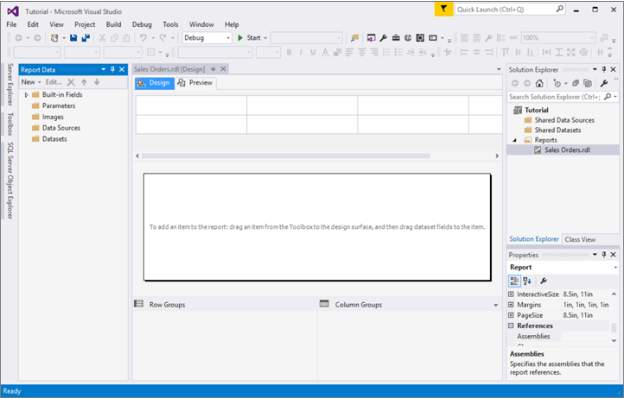 Tutorial - Microsoft Visual Studio
Quick Launch (Ctrl+Q)
File Edit View Project Build Debug Tools Window Help
Debug Start
100%
Server Explorer
Toolbox
SQL Server Object Explorer
Report Data
New Edit...
Built-in Fields
Parameters
Images
Data Sources
Datasets
Sales Orders.rdl [Design]
Design Preview
To add an item to the report: drag an item from the Toolbox to the design surface, and then drag dataset fields to the item.
Row Groups
Column Groups
Solution Explorer
Search Solution Explorer (Ctrl+;
Tutorial
Shared Data Sources
Shared Datasets
Reports
Sales Orders.rdl
Solution Explorer Class View
Properties
Report
InteractiveSize 8.5in, 11in
Margins 1in, 1in, 1in, 1in
PageSize 8.5in, 11in
References
Assemblies
Assemblies
Specifies the assemblies that the
report references.
Ready